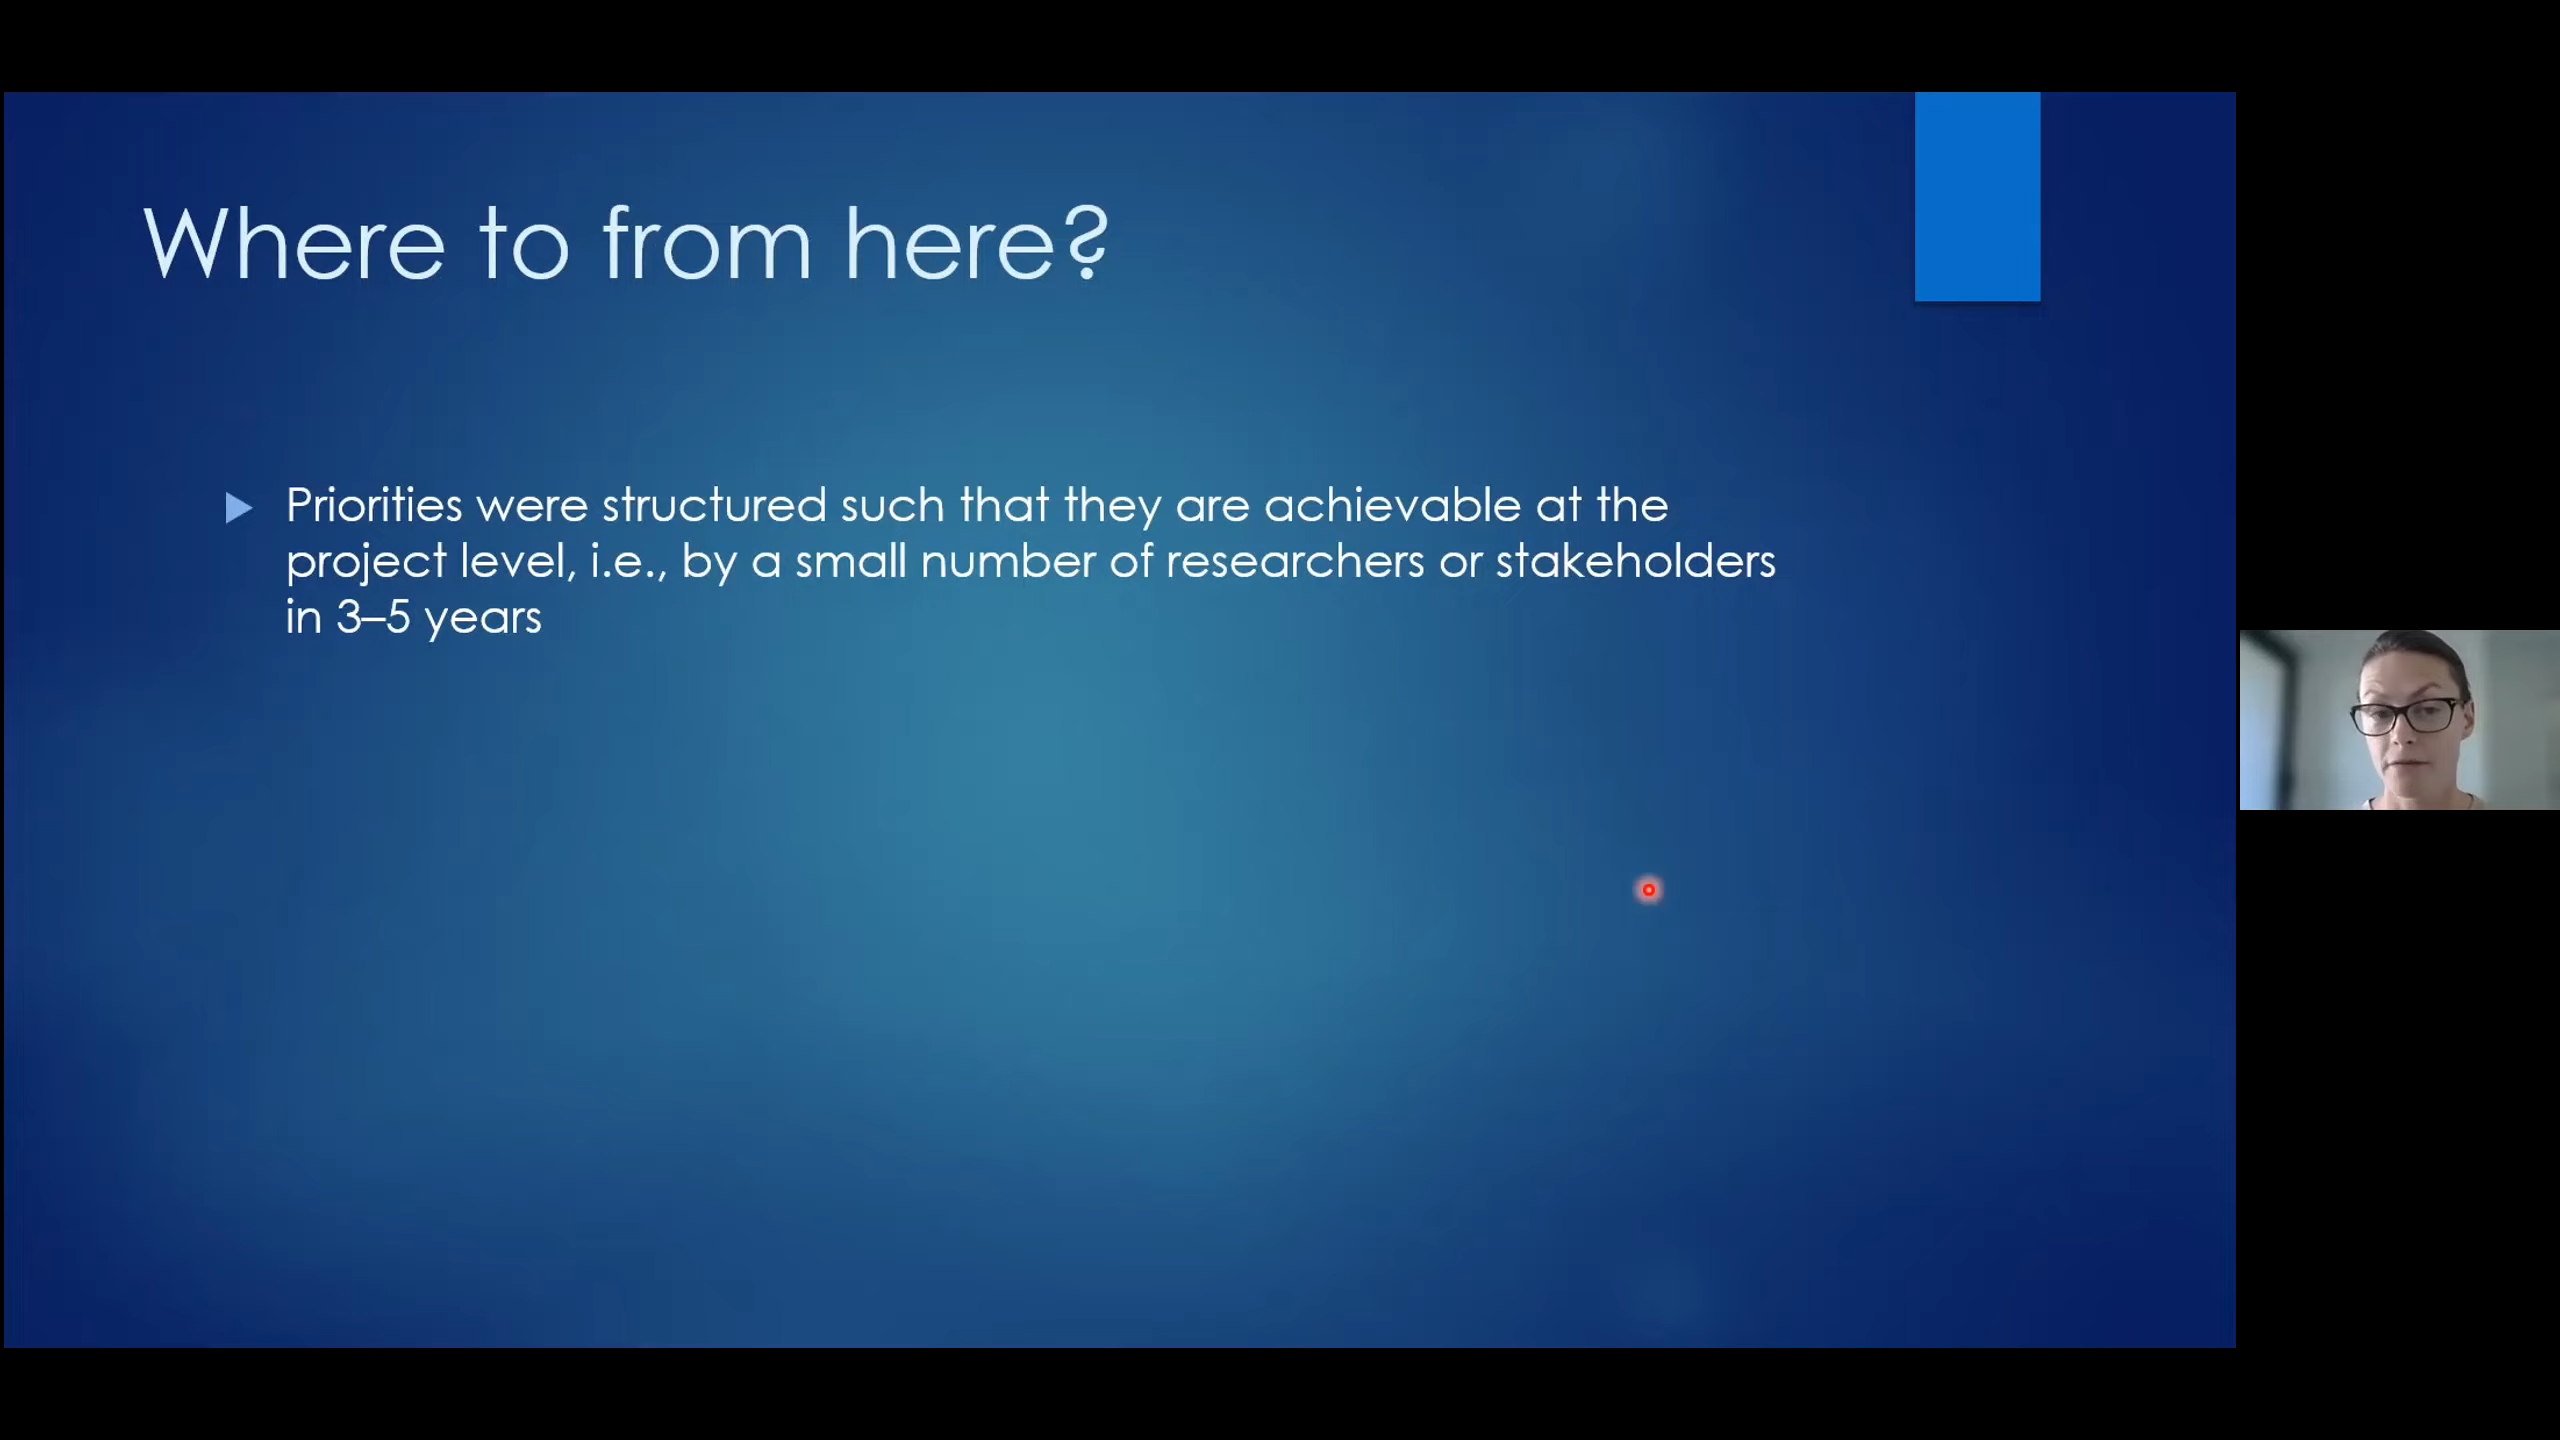 Where to from here?
Priorities were structured such that they are achievable at the
project level, i.e., by a small number of researchers or stakeholders
in 3–5 years